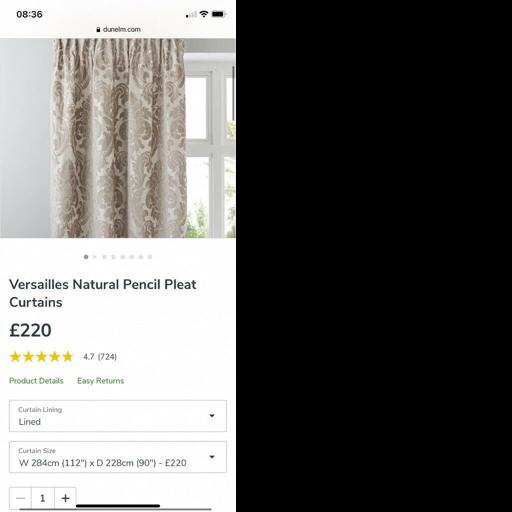 08:36
dunelm.com
Versailles Natural Pencil Pleat
Curtains
£220
4.7 (724)
Product Details Easy Returns
Curtain Lining
Lined
Curtain Size
W 284cm (112") x D 228cm (90") - £220
1